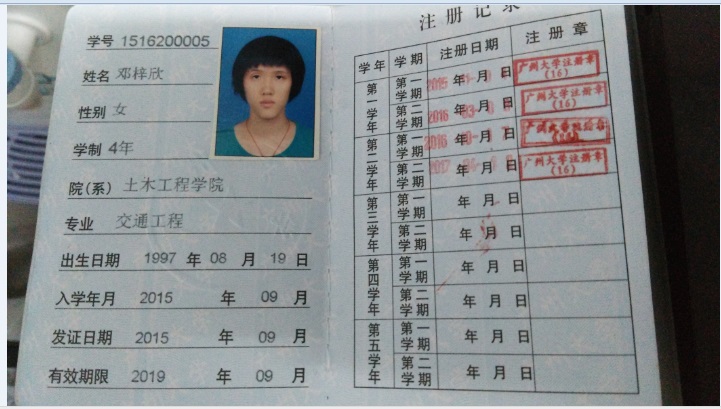 学号 1516200005
姓名 邓梓欣
性别 女
学制 4年
院(系) 土木工程学院
专业 交通工程
出生日期 1997 年 08 月 19 日
入学年月 2015 年 09 月
发证日期 2015 年 09 月
有效期限 2019 年 09 月
注册记录
学年 学期 注册日期 注册章
第一学年 第一学期 2015 年 月 日 广州大学注册章 (16)
第二学期 2016 年 03 月 日 广州大学注册章 (16)
第二学年 第一学期 2016 年 月 日
第二学期 2017 年 月 日 广州大学注册章 (16)
第三学年 第一学期 年 月 日
第二学期 年 月 日
第四学年 第一学期 年 月 日
第二学期 年 月 日
第五学年 第一学期 年 月 日
第二学期 年 月 日